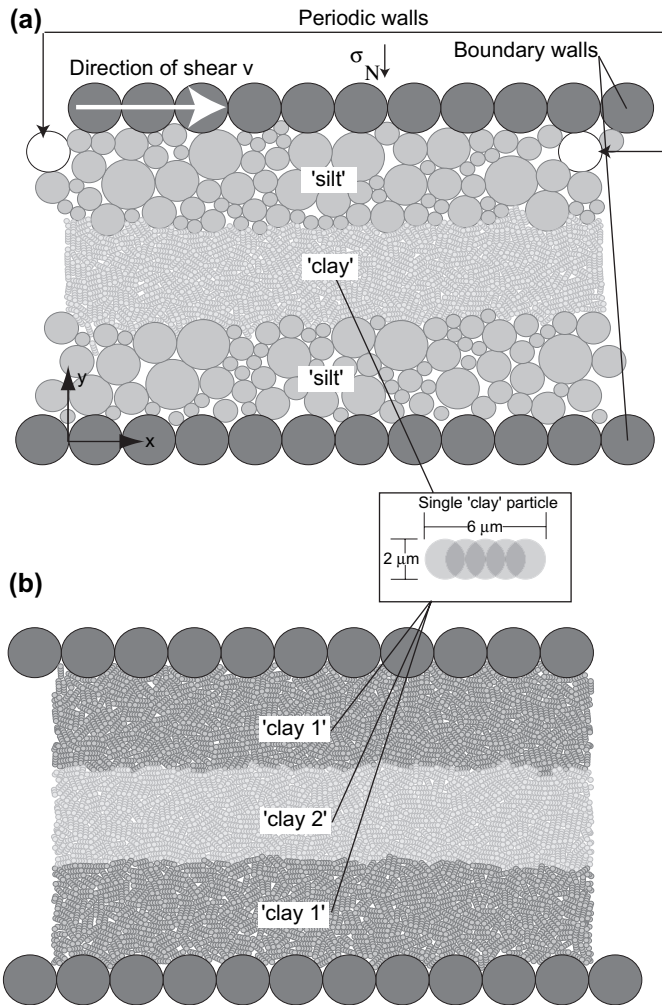 (a)
Periodic walls
σN
Boundary walls
Direction of shear v
'silt'
'clay'
'silt'
y
x
Single 'clay' particle
6 μm
2 μm
(b)
'clay 1'
'clay 2'
'clay 1'